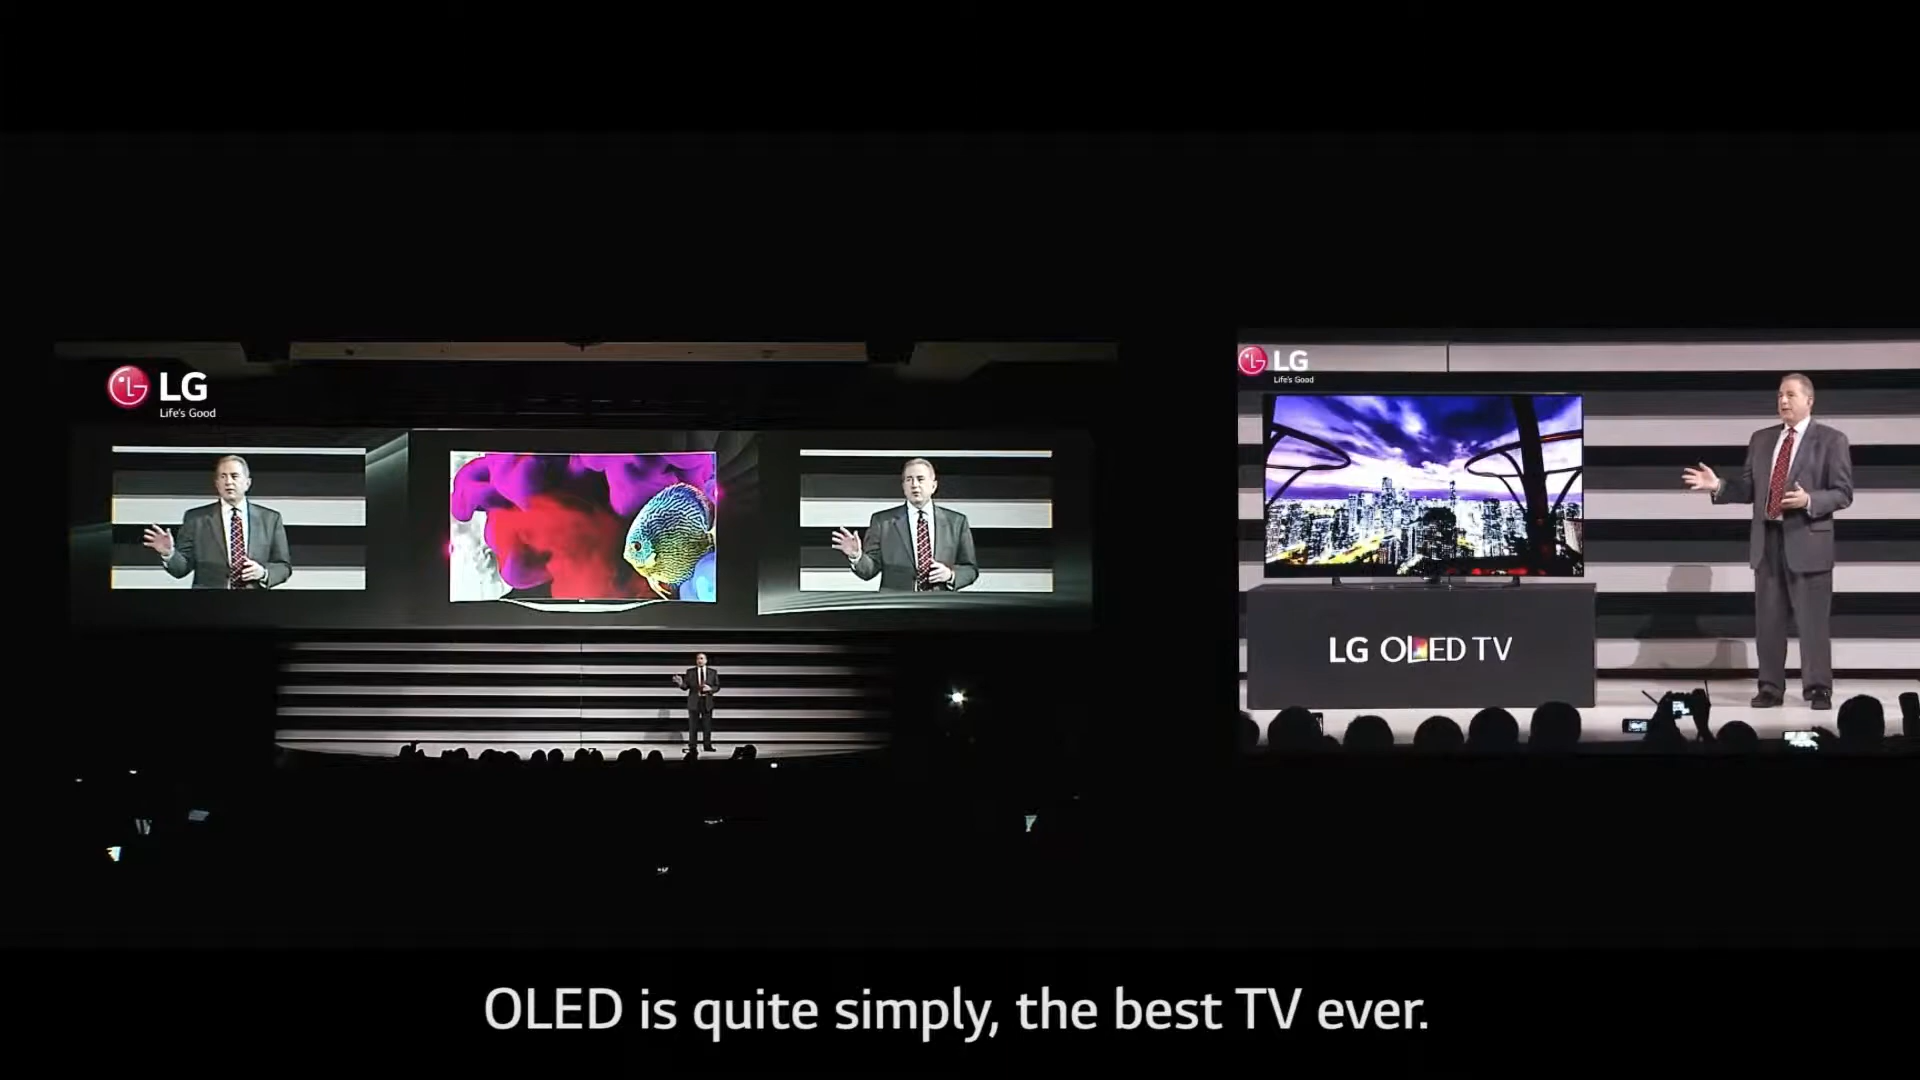 LG
Life's Good
LG
Life's Good
LG OLED TV
OLED is quite simply, the best TV ever.